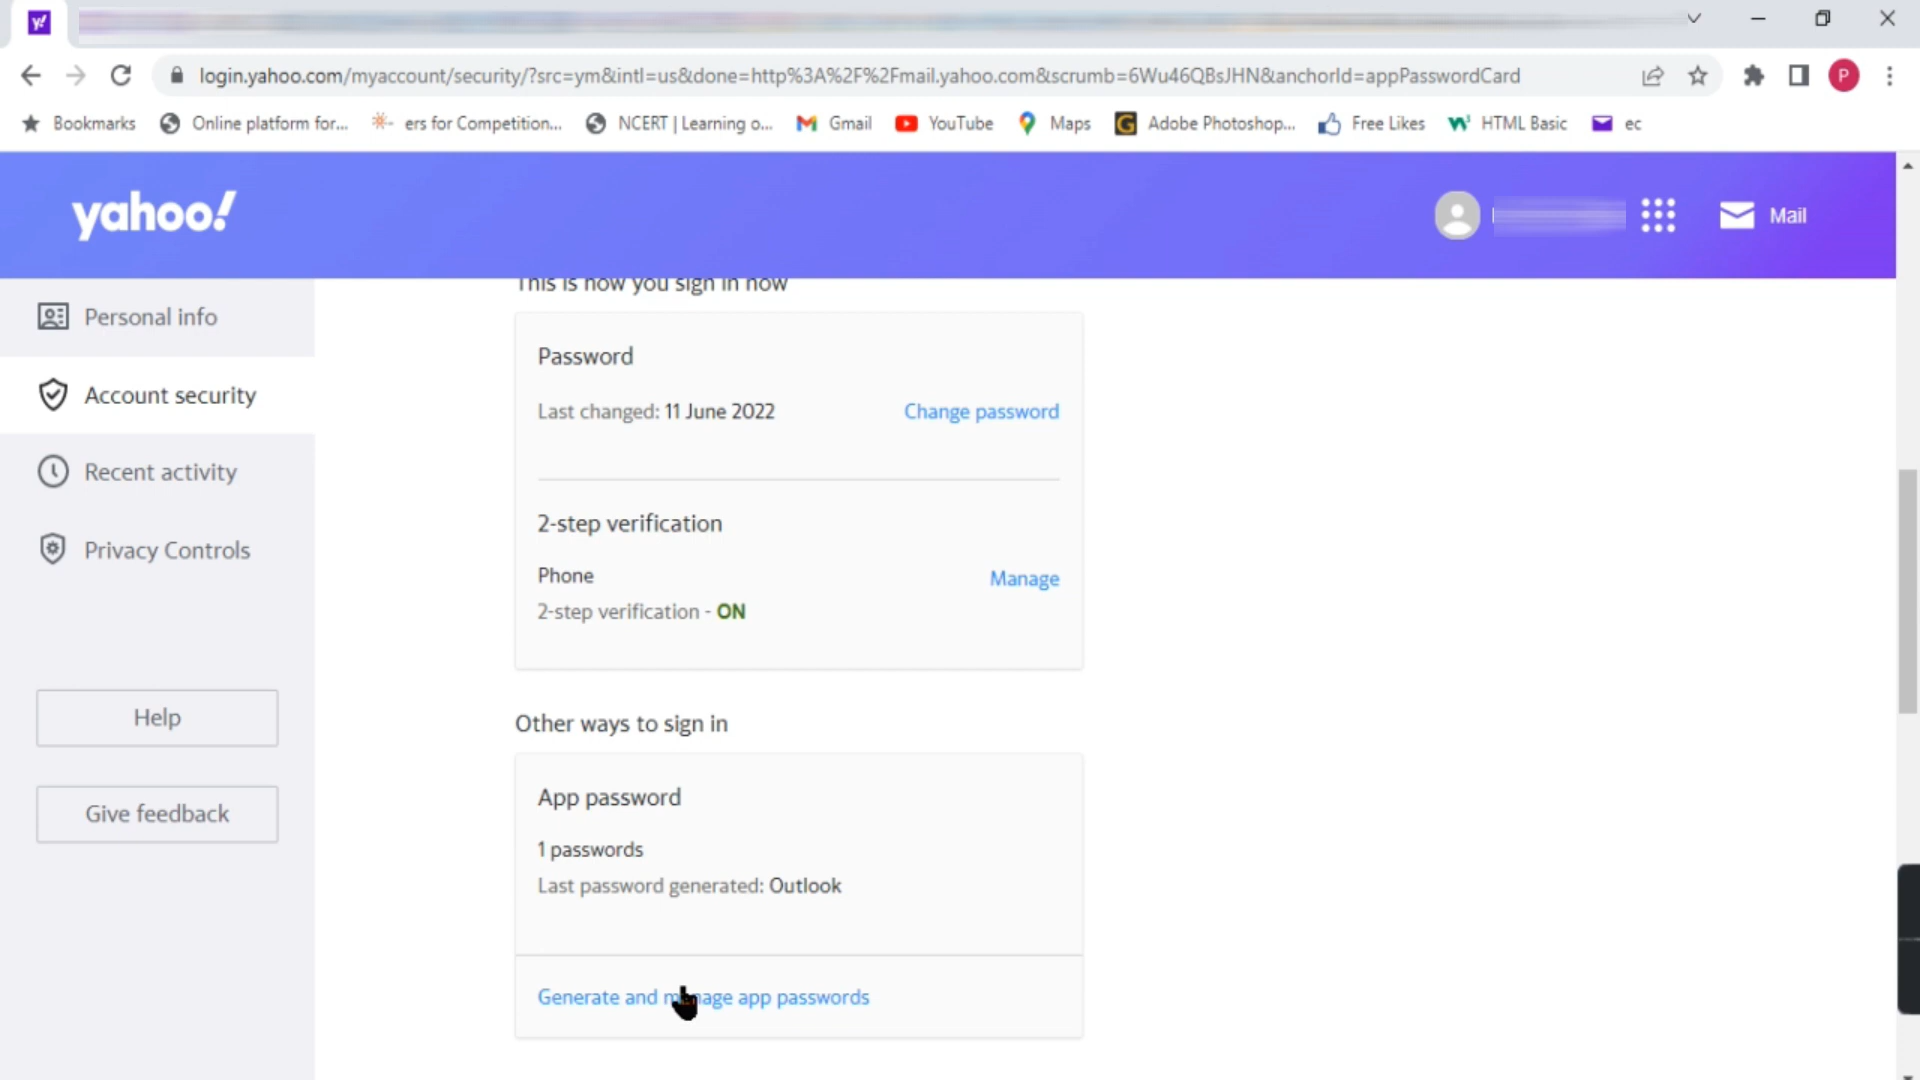 y!
login.yahoo.com/myaccount/security/?src=ym&intl=us&done=http%3A%2F%2Fmail.yahoo.com&scrumb=6Wu46QBsJHN&anchorId=appPasswordCard
P
Bookmarks Online platform for... ers for Competition... NCERT | Learning o... Gmail YouTube Maps Adobe Photoshop... Free Likes HTML Basic ec
yahoo!
Mail
This is how you sign in now
Personal info
Account security
Recent activity
Privacy Controls
Help
Give feedback
Password
Last changed: 11 June 2022 Change password
2-step verification
Phone Manage
2-step verification - ON
Other ways to sign in
App password
1 passwords
Last password generated: Outlook
Generate and manage app passwords